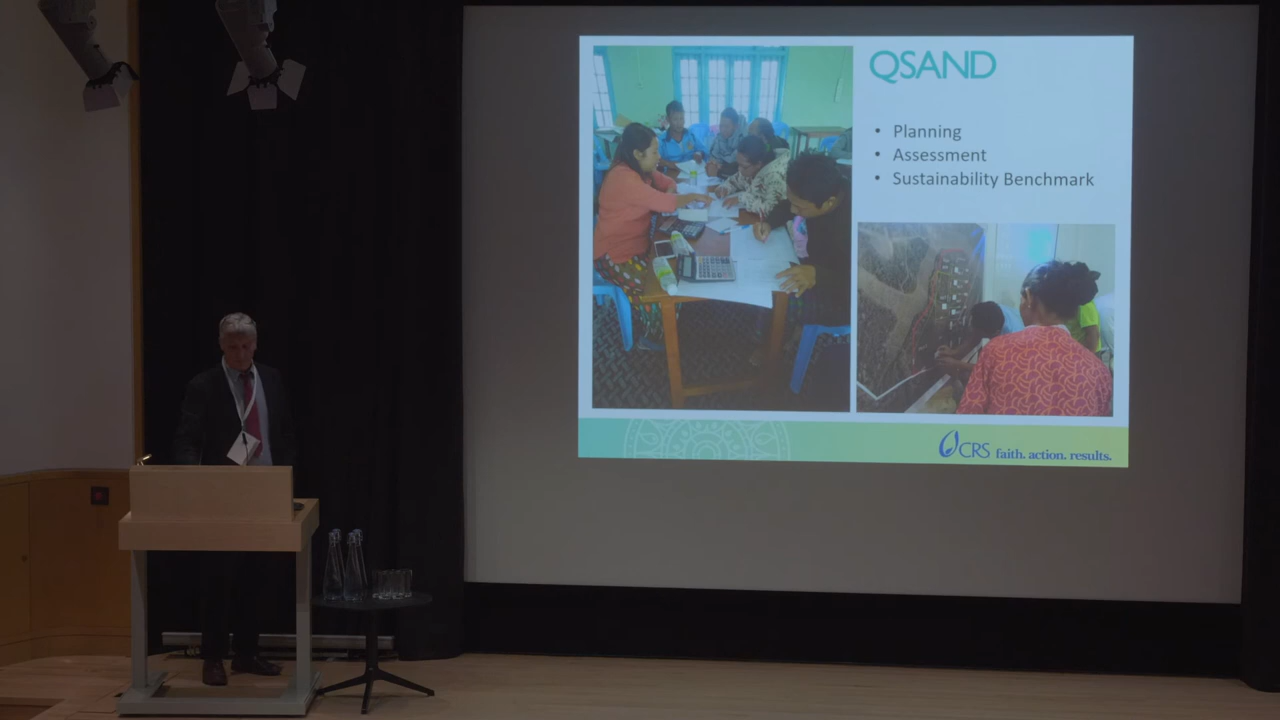 QSAND
• Planning
• Assessment
• Sustainability Benchmark
CRS faith. action. results.